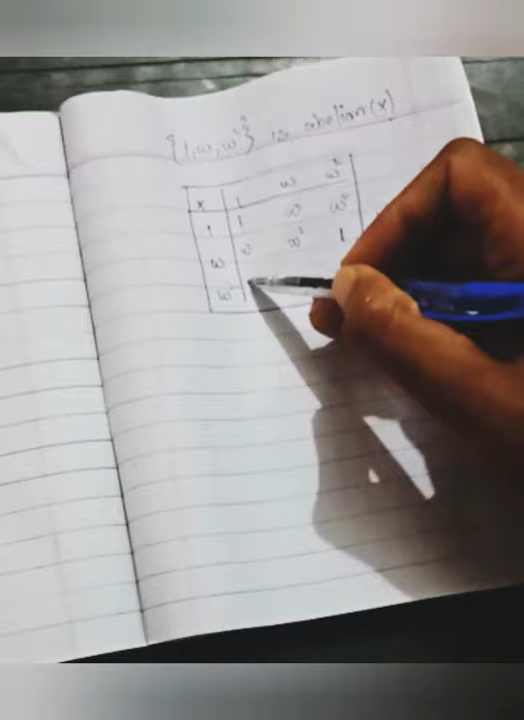 {1, ω, ω²} is abelian (x)
x 1 ω ω²
1 1 ω ω²
ω ω ω² 1
ω²